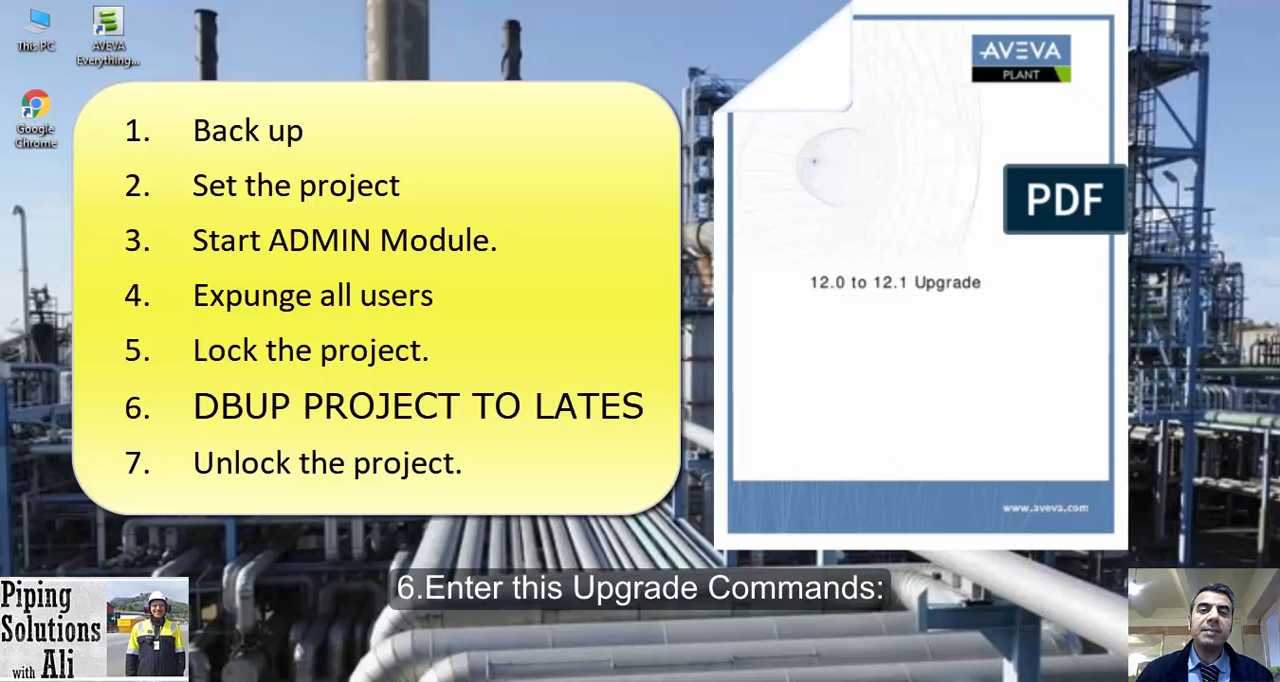 This PC
AVEVA
Everything...
Google
Chrome
1. Back up
2. Set the project
3. Start ADMIN Module.
4. Expunge all users
5. Lock the project.
6. DBUP PROJECT TO LATES
7. Unlock the project.
AVEVA
PLANT
PDF
12.0 to 12.1 Upgrade
www.aveva.com
6.Enter this Upgrade Commands:
Piping
Solutions
with Ali